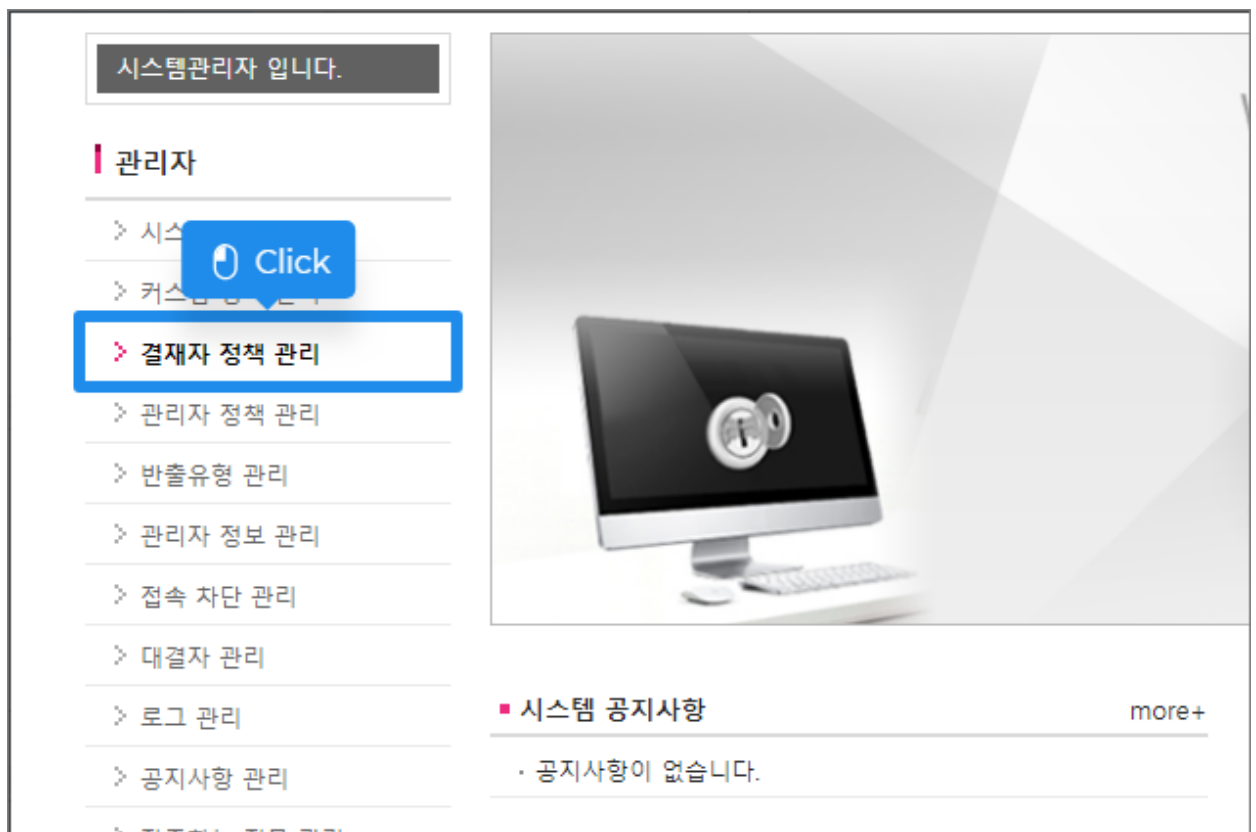 시스템관리자 입니다.
관리자
> 시스
Click
> 커스
> 결재자 정책 관리
> 관리자 정책 관리
> 반출유형 관리
> 관리자 정보 관리
> 접속 차단 관리
> 대결자 관리
> 로그 관리
> 공지사항 관리
시스템 공지사항 more+
· 공지사항이 없습니다.